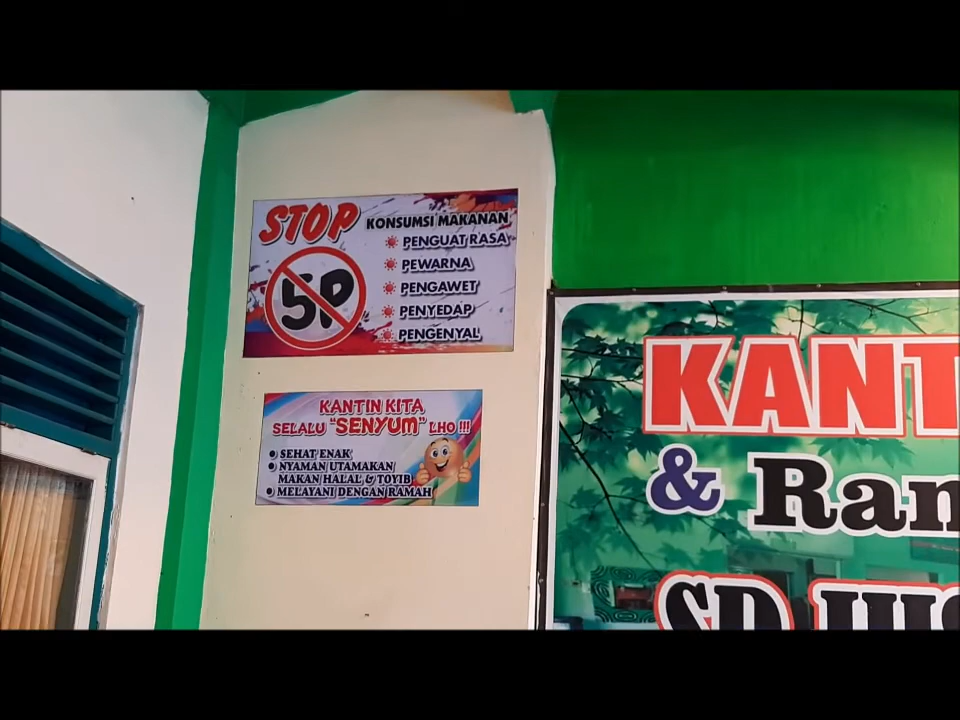 STOP
KONSUMSI MAKANAN
5P
PENGUAT RASA
PEWARNA
PENGAWET
PENYEDAP
PENGENYAL
KANTIN KITA
SELALU "SENYUM" LHO !!!
SEHAT ENAK
NYAMAN UTAMAKAN
MAKAN HALAL & TOYIB
MELAYANI DENGAN RAMAH
KANT
& Ram
SD